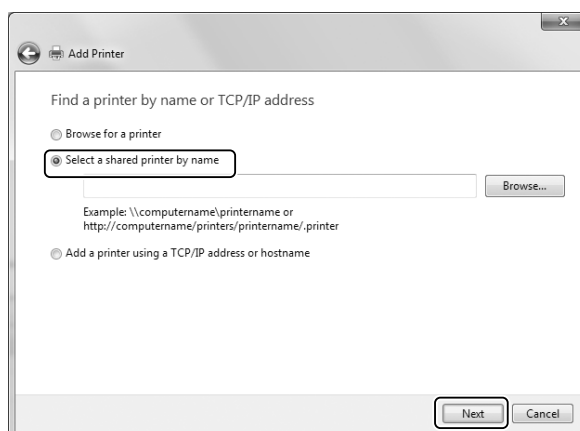 Add Printer
Find a printer by name or TCP/IP address
Browse for a printer
Select a shared printer by name
Browse...
Example: \\computername\printername or
http://computername/printers/printername/.printer
Add a printer using a TCP/IP address or hostname
Next Cancel